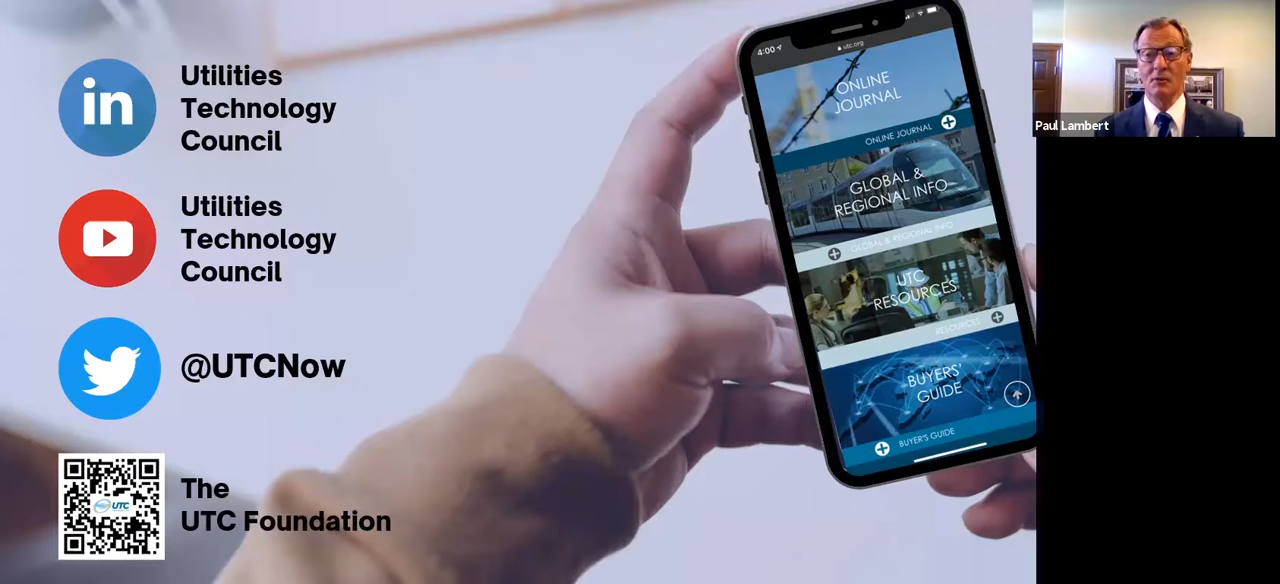 in
Utilities
Technology
Council
Utilities
Technology
Council
@UTCNow
UTC
The
UTC Foundation
4:00
utc.org
ONLINE
JOURNAL
ONLINE JOURNAL
GLOBAL &
REGIONAL INFO
GLOBAL & REGIONAL INFO
UTC
RESOURCES
RESOURCES
BUYERS'
GUIDE
BUYER'S GUIDE
Paul Lambert